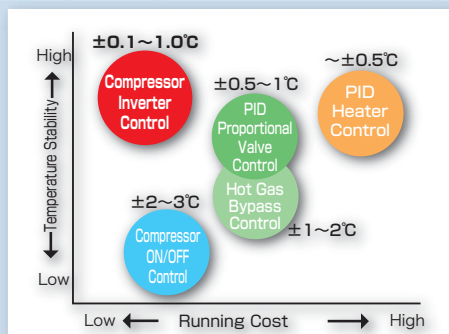 ±0.1～1.0℃
High
Compressor
Inverter
Control
±0.5～1℃
PID
Proportional
Valve
Control
～±0.5℃
PID
Heater
Control
Temperature Stability
±2～3℃
Hot Gas
Bypass
Control
±1～2℃
Compressor
ON/OFF
Control
Low
Low
Running Cost
High